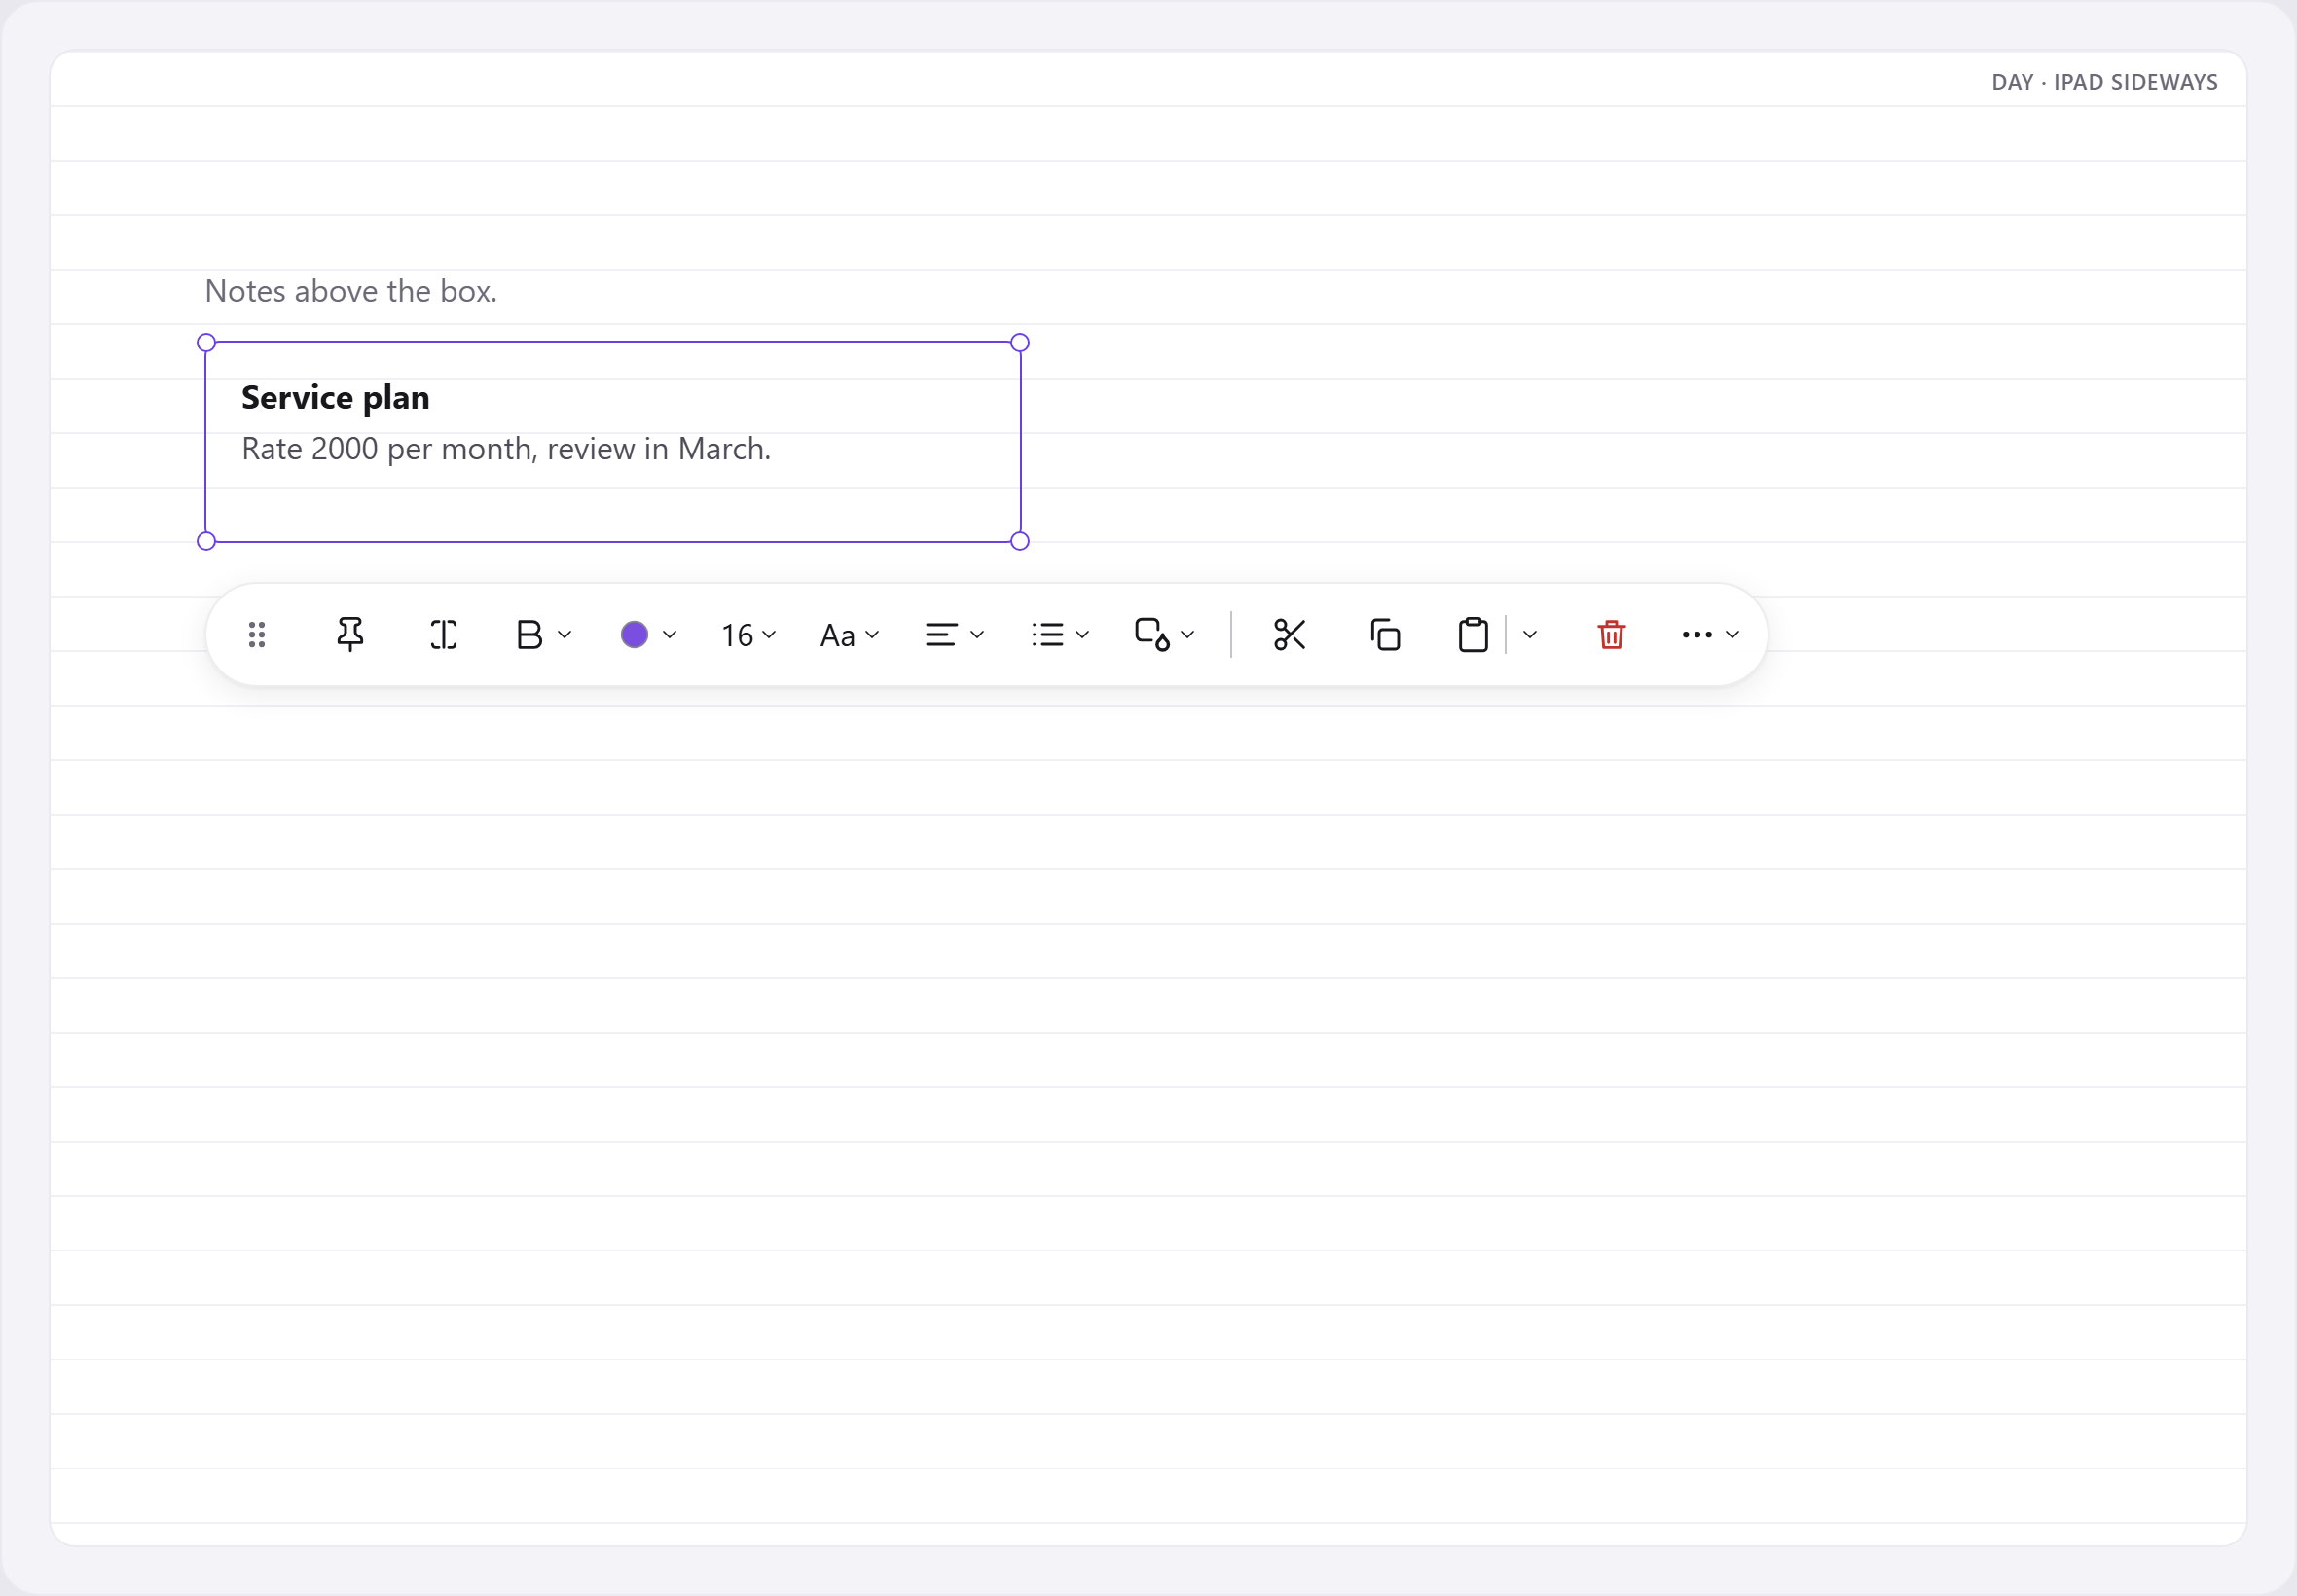 DAY · IPAD SIDEWAYS
Notes above the box.
Service plan
Rate 2000 per month, review in March.
B
16
Aa